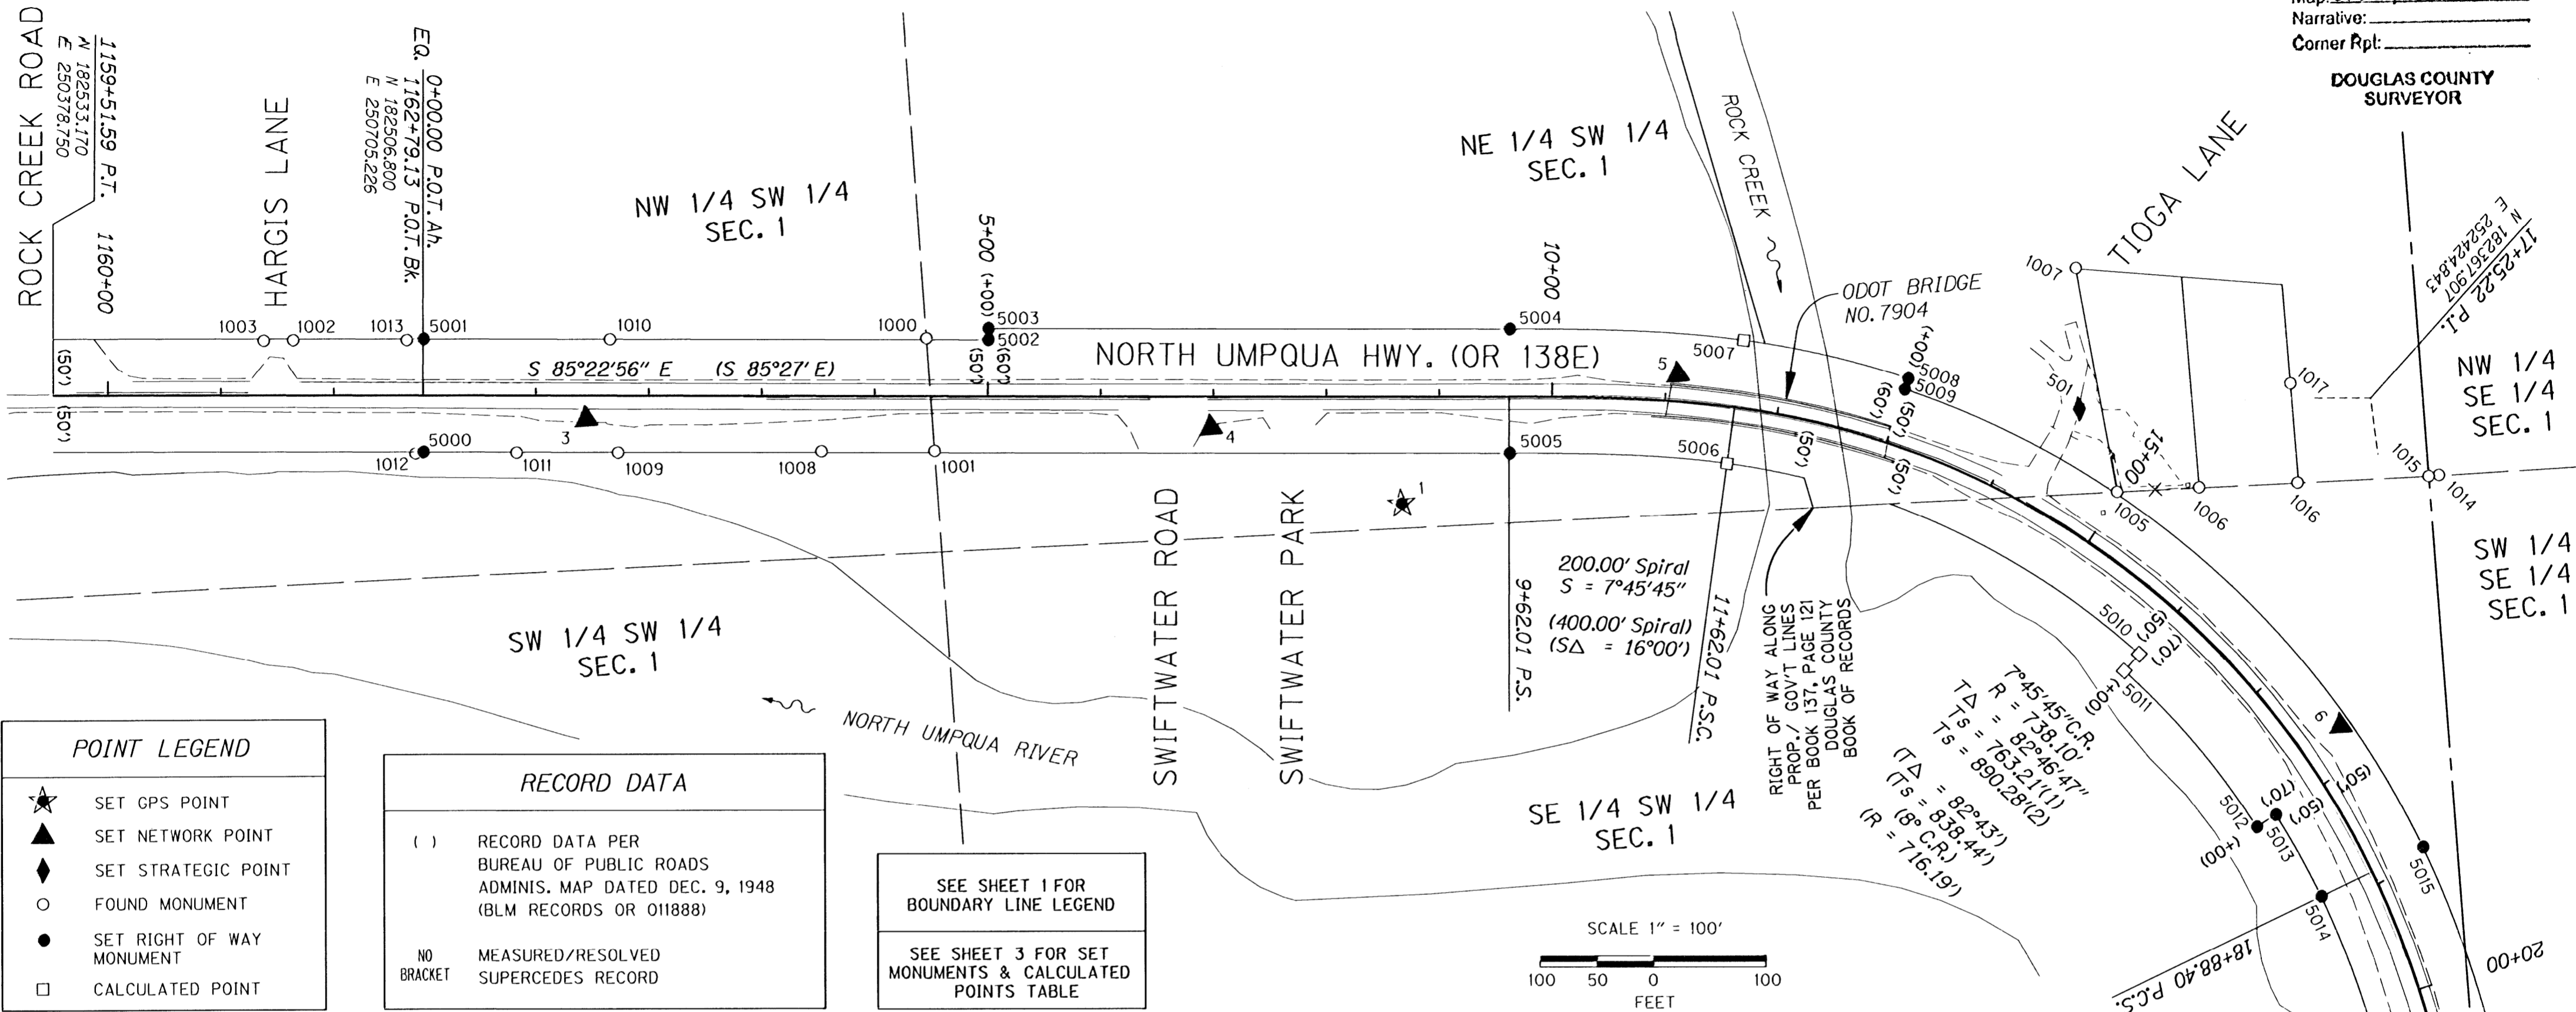 Narrative:
Corner Rpt:
DOUGLAS COUNTY
SURVEYOR
ROCK CREEK ROAD
1159+51.59 P.T.
N 182533.170
E 250378.750
1160+00
HARGIS LANE
EQ.
0+00.00 P.O.T. Ah.
1162+79.13 P.O.T. Bk.
N 182506.800
E 250705.226
NW 1/4 SW 1/4
SEC. 1
5+00
(+00)
NE 1/4 SW 1/4
SEC. 1
10+00
ROCK CREEK
ODOT BRIDGE
NO. 7904
TIOGA LANE
17+25.22 P.I.
N 182367.907
E 252424.843
NW 1/4
SE 1/4
SEC. 1
1003
1002
1013
5001
1010
1000
5003
5002
5004
5007
(+00)
5008
5009
1007
501
1017
(50')
(50')
S 85°22'56" E
(S 85°27' E)
(50')
(60')
NORTH UMPQUA HWY. (OR 138E)
5
(60')
(50')
(50')
(50')
15+00
3
4
5000
1012
1011
1009
1008
1001
5005
5006
1
1005
1006
1016
1015
1014
SWIFTWATER ROAD
SWIFTWATER PARK
9+62.01 P.S.
200.00' Spiral
S = 7°45'45"
(400.00' Spiral)
(S∆ = 16°00')
11+62.01 P.S.C.
RIGHT OF WAY ALONG
PROP./ GOV'T LINES
PER BOOK 137, PAGE 121
DOUGLAS COUNTY
BOOK OF RECORDS
SW 1/4
SE 1/4
SEC. 1
SW 1/4 SW 1/4
SEC. 1
NORTH UMPQUA RIVER
SE 1/4 SW 1/4
SEC. 1
5010
(50')
(70')
5011
(+00)
7°45'45"C.R.
R = 738.10'
T∆ = 82°46'47"
Ts = 763.21'(1)
Ts = 890.28'(2)
(T∆ = 82°43')
(Ts = 838.44')
(8° C.R.)
(R = 716.19')
6
(50')
(70')
(50')
5012
5013
(+00)
5014
5015
18+88.40 P.C.S.
20+00
POINT LEGEND
SET GPS POINT
SET NETWORK POINT
SET STRATEGIC POINT
FOUND MONUMENT
SET RIGHT OF WAY
MONUMENT
CALCULATED POINT
RECORD DATA
( ) RECORD DATA PER
BUREAU OF PUBLIC ROADS
ADMINIS. MAP DATED DEC. 9, 1948
(BLM RECORDS OR 011888)
NO
BRACKET
MEASURED/RESOLVED
SUPERCEDES RECORD
SEE SHEET 1 FOR
BOUNDARY LINE LEGEND
SEE SHEET 3 FOR SET
MONUMENTS & CALCULATED
POINTS TABLE
SCALE 1" = 100'
100 50 0 100
FEET